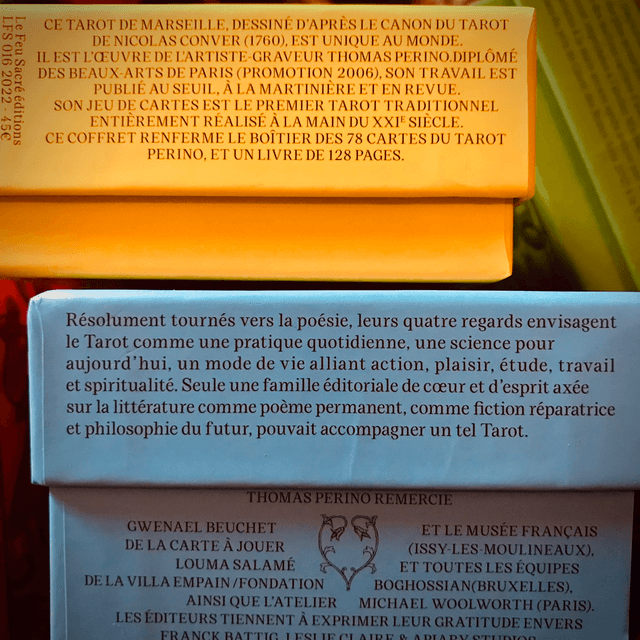 Le Feu Sacré éditions
LFS 016 2022 · 45€
CE TAROT DE MARSEILLE, DESSINÉ D'APRÈS LE CANON DU TAROT
DE NICOLAS CONVER (1760), EST UNIQUE AU MONDE.
IL EST L'ŒUVRE DE L'ARTISTE-GRAVEUR THOMAS PERINO.DIPLÔMÉ
DES BEAUX-ARTS DE PARIS (PROMOTION 2006), SON TRAVAIL EST
PUBLIÉ AU SEUIL, À LA MARTINIÈRE ET EN REVUE.
SON JEU DE CARTES EST LE PREMIER TAROT TRADITIONNEL
ENTIÈREMENT RÉALISÉ À LA MAIN DU XXIE SIÈCLE.
CE COFFRET RENFERME LE BOÎTIER DES 78 CARTES DU TAROT
PERINO, ET UN LIVRE DE 128 PAGES.
Résolument tournés vers la poésie, leurs quatre regards envisagent
le Tarot comme une pratique quotidienne, une science pour
aujourd'hui, un mode de vie alliant action, plaisir, étude, travail
et spiritualité. Seule une famille éditoriale de cœur et d'esprit axée
sur la littérature comme poème permanent, comme fiction réparatrice
et philosophie du futur, pouvait accompagner un tel Tarot.
THOMAS PERINO REMERCIE
GWENAEL BEUCHET ET LE MUSÉE FRANÇAIS
DE LA CARTE À JOUER (ISSY-LES-MOULINEAUX),
LOUMA SALAMÉ ET TOUTES LES ÉQUIPES
DE LA VILLA EMPAIN/FONDATION BOGHOSSIAN(BRUXELLES),
AINSI QUE L'ATELIER MICHAEL WOOLWORTH (PARIS).
LES ÉDITEURS TIENNENT À EXPRIMER LEUR GRATITUDE ENVERS
FRANCK BATTIG, LESLIE CLAIRE & APIARY STUDIOS